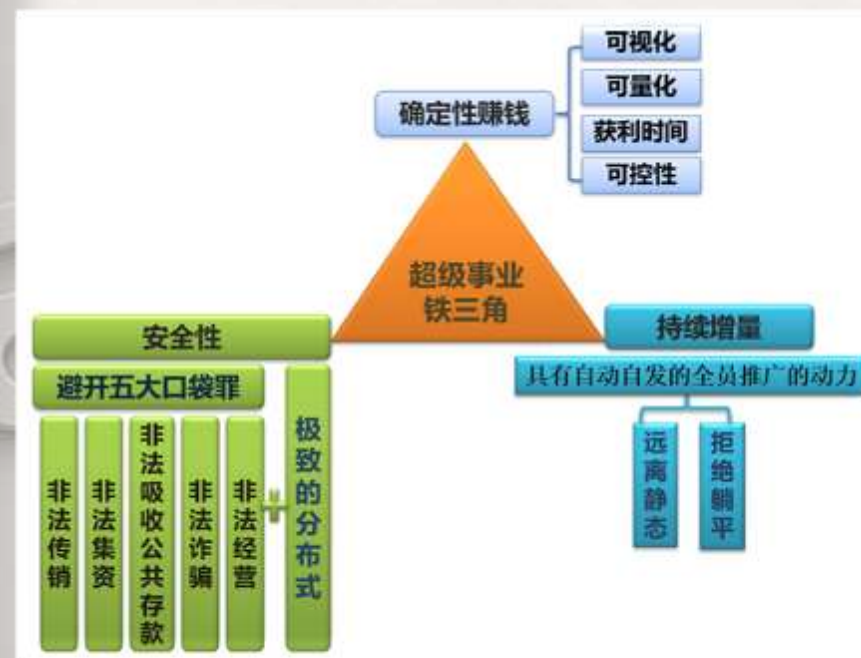 可视化
可量化
确定性赚钱
获利时间
可控性
超级事业
铁三角
安全性
持续增量
避开五大口袋罪
具有自动自发的全员推广的动力
非法传销
非法集资
非法吸收公共存款
非法诈骗
非法经营
+
极致的分布式
远离静态
拒绝躺平